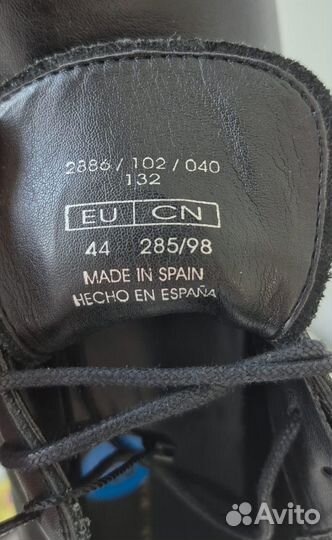 2886 / 102 / 040
132
EU CN
44 285/98
MADE IN SPAIN
HECHO EN ESPAÑA
Avito